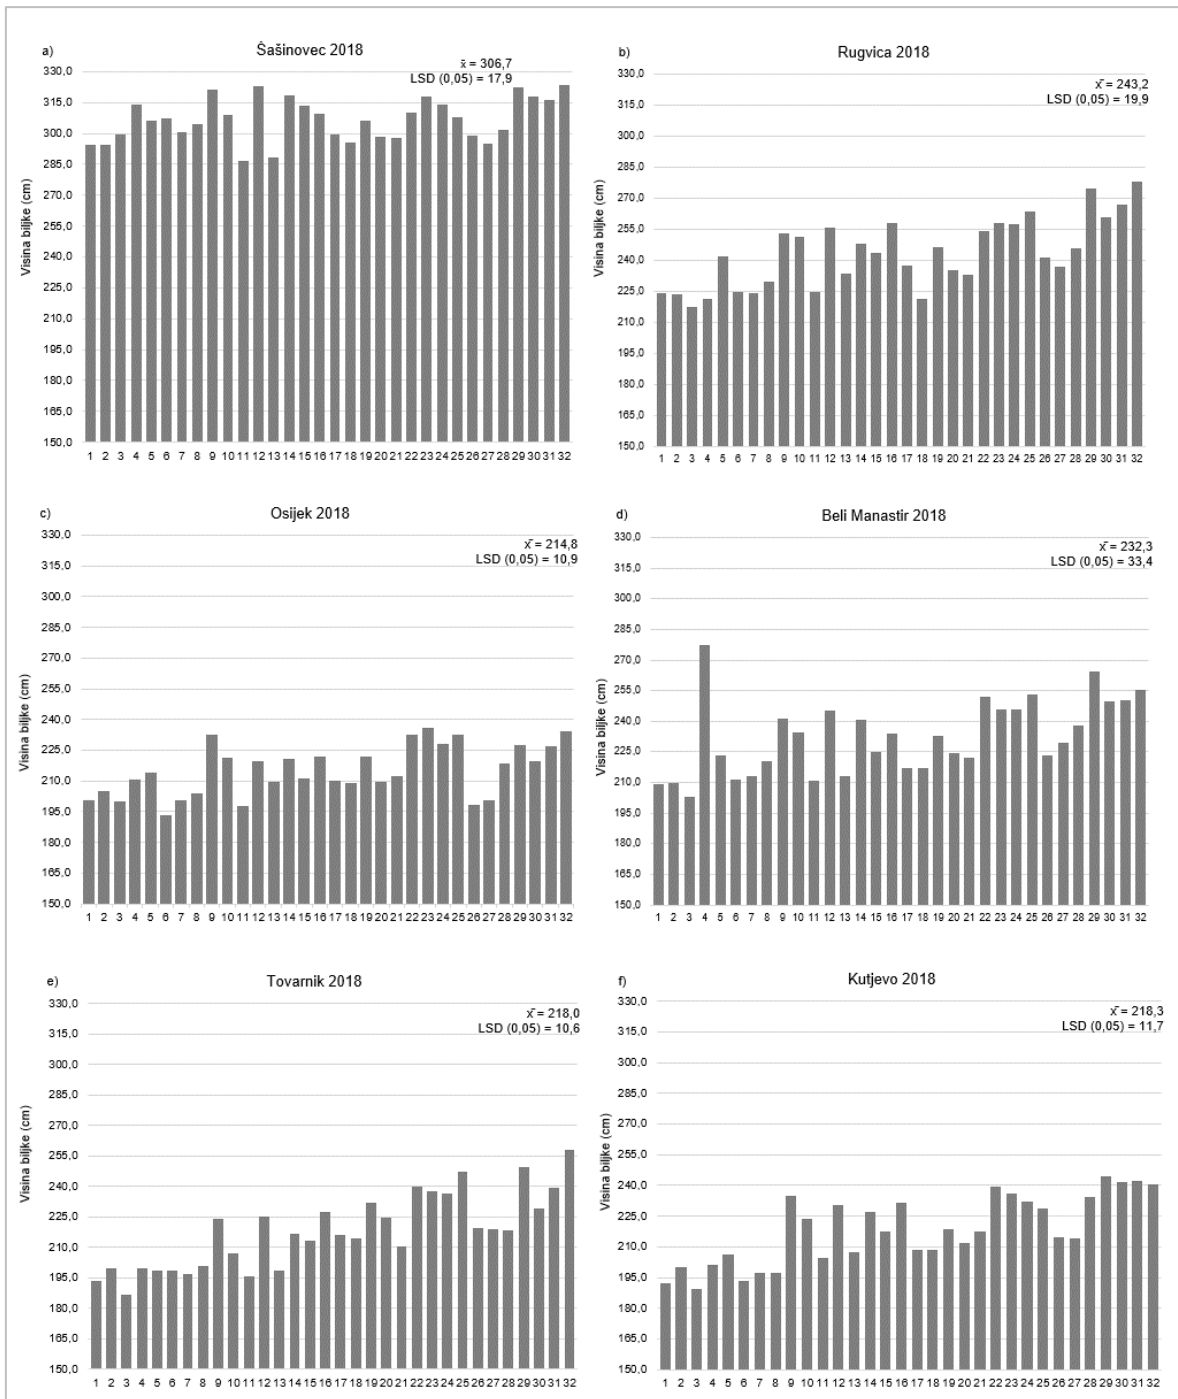 a)
Šašinovec 2018
x̄ = 306,7
LSD (0,05) = 17,9
Visina biljke (cm)
330,0
315,0
300,0
285,0
270,0
255,0
240,0
225,0
210,0
195,0
180,0
165,0
150,0
1 2 3 4 5 6 7 8 9 10 11 12 13 14 15 16 17 18 19 20 21 22 23 24 25 26 27 28 29 30 31 32
b)
Rugvica 2018
x̄ = 243,2
LSD (0,05) = 19,9
Visina biljke (cm)
330,0
315,0
300,0
285,0
270,0
255,0
240,0
225,0
210,0
195,0
180,0
165,0
150,0
1 2 3 4 5 6 7 8 9 10 11 12 13 14 15 16 17 18 19 20 21 22 23 24 25 26 27 28 29 30 31 32
c)
Osijek 2018
x̄ = 214,8
LSD (0,05) = 10,9
Visina biljke (cm)
330,0
315,0
300,0
285,0
270,0
255,0
240,0
225,0
210,0
195,0
180,0
165,0
150,0
1 2 3 4 5 6 7 8 9 10 11 12 13 14 15 16 17 18 19 20 21 22 23 24 25 26 27 28 29 30 31 32
d)
Beli Manastir 2018
x̄ = 232,3
LSD (0,05) = 33,4
Visina biljke (cm)
330,0
315,0
300,0
285,0
270,0
255,0
240,0
225,0
210,0
195,0
180,0
165,0
150,0
1 2 3 4 5 6 7 8 9 10 11 12 13 14 15 16 17 18 19 20 21 22 23 24 25 26 27 28 29 30 31 32
e)
Tovarnik 2018
x̄ = 218,0
LSD (0,05) = 10,6
Visina biljke (cm)
330,0
315,0
300,0
285,0
270,0
255,0
240,0
225,0
210,0
195,0
180,0
165,0
150,0
1 2 3 4 5 6 7 8 9 10 11 12 13 14 15 16 17 18 19 20 21 22 23 24 25 26 27 28 29 30 31 32
f)
Kutjevo 2018
x̄ = 218,3
LSD (0,05) = 11,7
Visina biljke (cm)
330,0
315,0
300,0
285,0
270,0
255,0
240,0
225,0
210,0
195,0
180,0
165,0
150,0
1 2 3 4 5 6 7 8 9 10 11 12 13 14 15 16 17 18 19 20 21 22 23 24 25 26 27 28 29 30 31 32